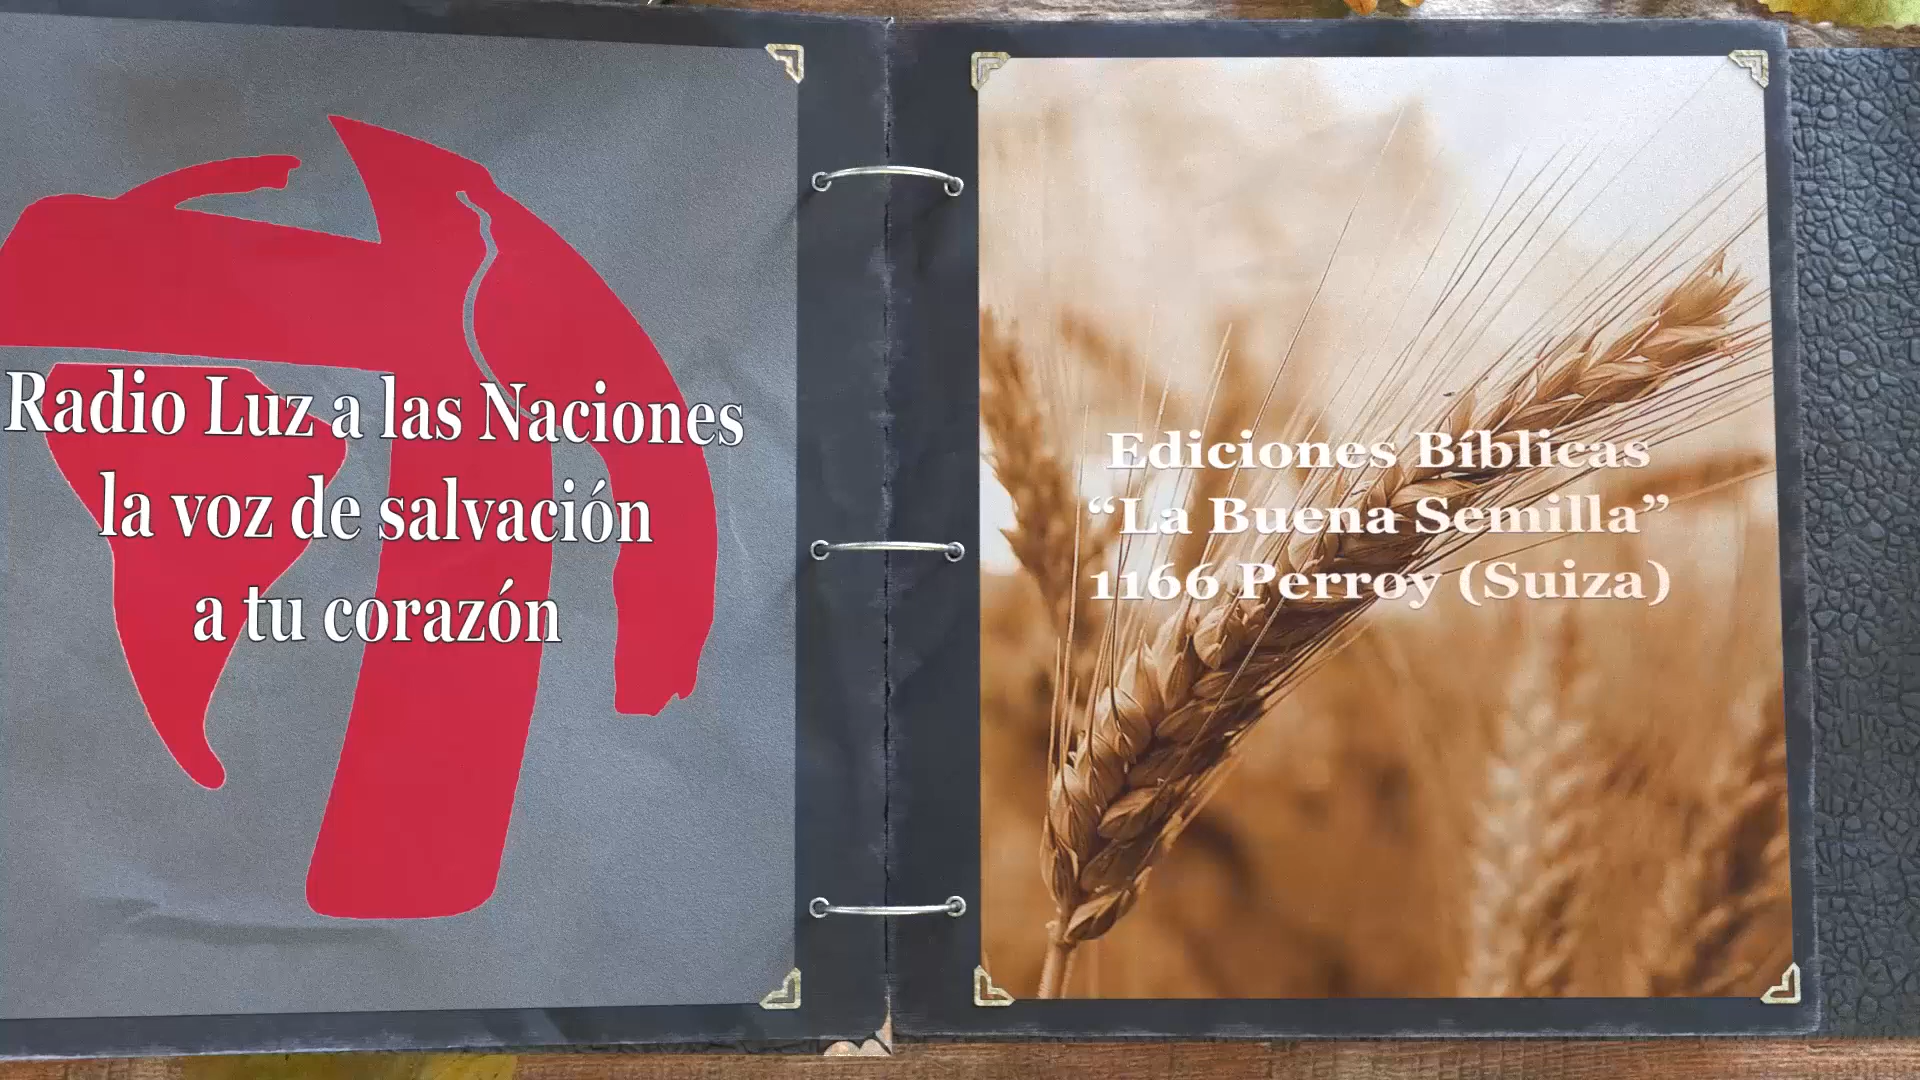 Radio Luz a las Naciones
la voz de salvación
a tu corazón
Ediciones Bíblicas
“La Buena Semilla”
1166 Perroy (Suiza)